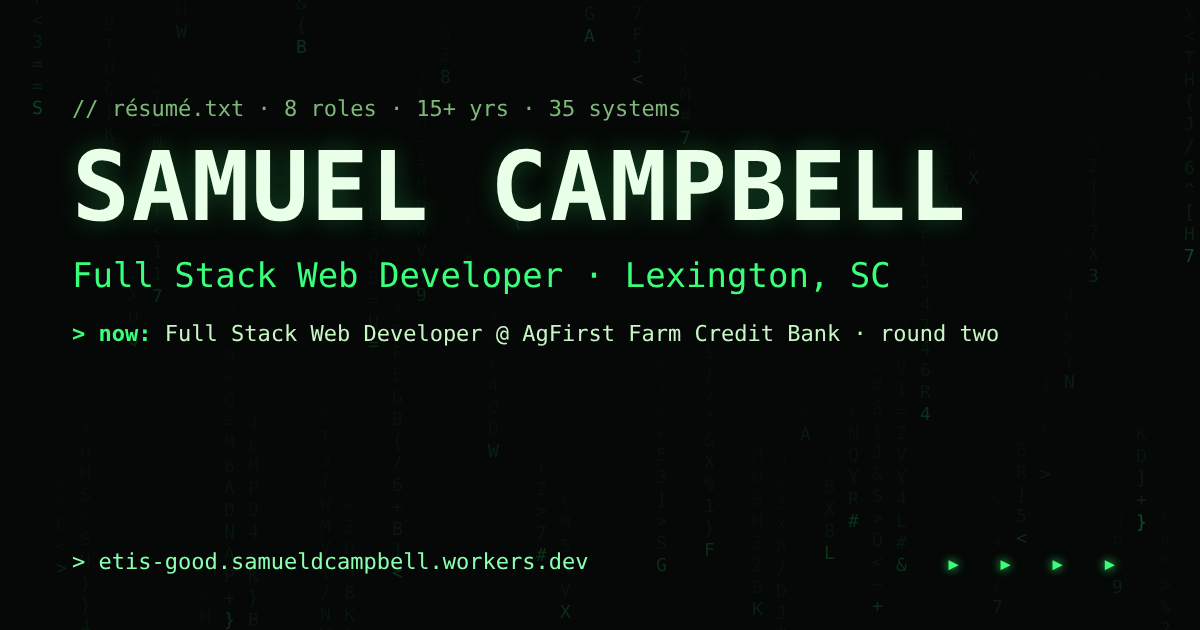 // résumé.txt · 8 roles · 15+ yrs · 35 systems
SAMUEL CAMPBELL
Full Stack Web Developer · Lexington, SC
> now: Full Stack Web Developer @ AgFirst Farm Credit Bank · round two
> etis-good.samueldcampbell.workers.dev